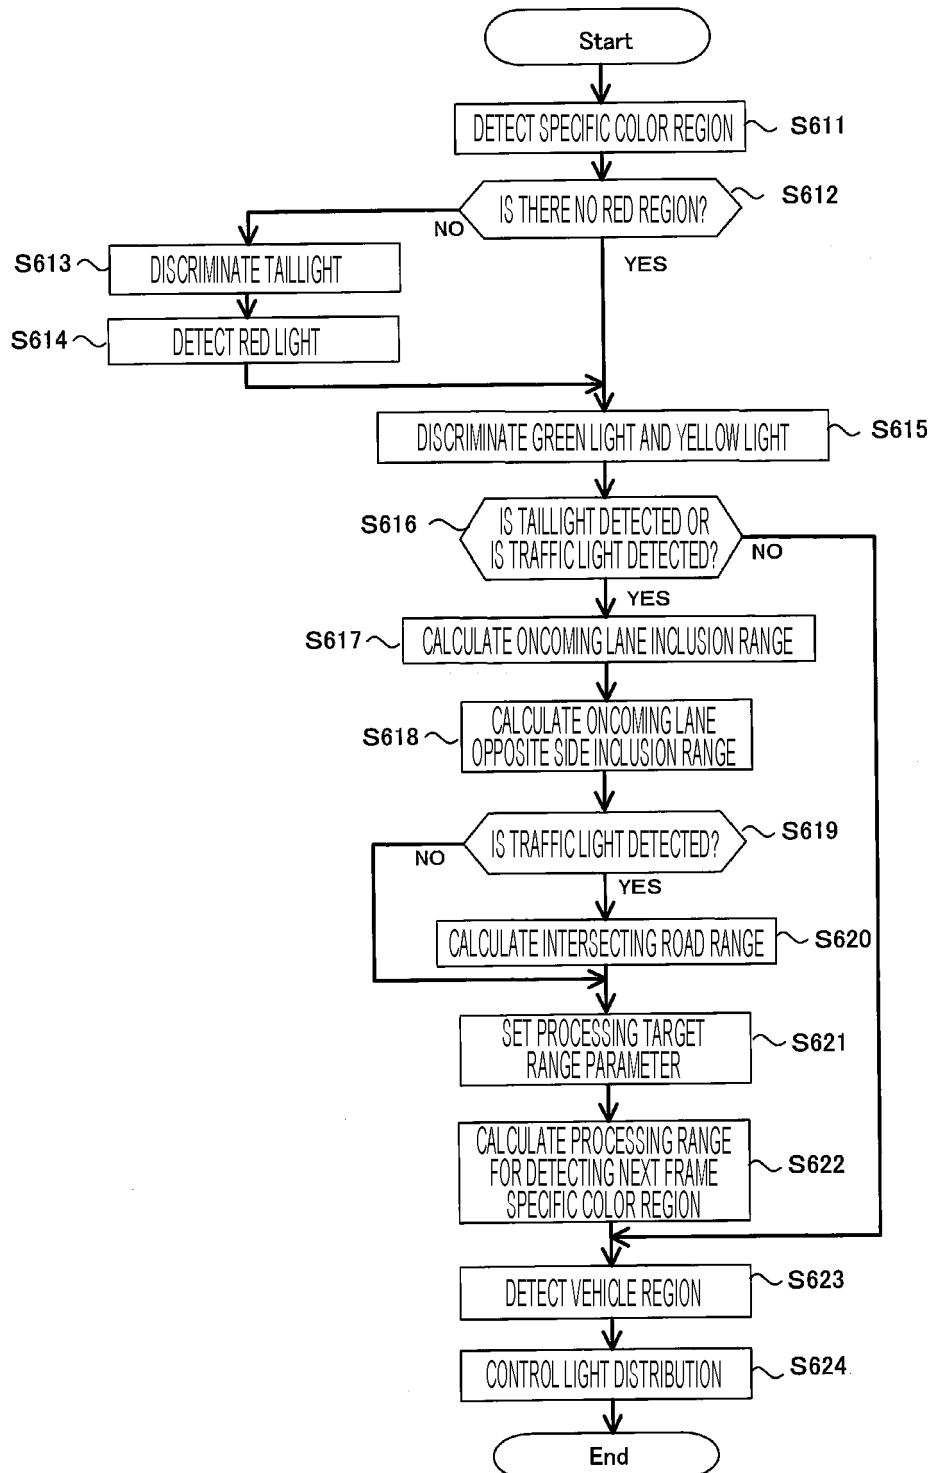 Start
DETECT SPECIFIC COLOR REGION
S611
IS THERE NO RED REGION?
S612
NO
YES
S613
DISCRIMINATE TAILLIGHT
S614
DETECT RED LIGHT
DISCRIMINATE GREEN LIGHT AND YELLOW LIGHT
S615
S616
IS TAILLIGHT DETECTED OR
IS TRAFFIC LIGHT DETECTED?
NO
YES
S617
CALCULATE ONCOMING LANE INCLUSION RANGE
S618
CALCULATE ONCOMING LANE
OPPOSITE SIDE INCLUSION RANGE
IS TRAFFIC LIGHT DETECTED?
S619
NO
YES
CALCULATE INTERSECTING ROAD RANGE
S620
SET PROCESSING TARGET
RANGE PARAMETER
S621
CALCULATE PROCESSING RANGE
FOR DETECTING NEXT FRAME
SPECIFIC COLOR REGION
S622
DETECT VEHICLE REGION
S623
CONTROL LIGHT DISTRIBUTION
S624
End